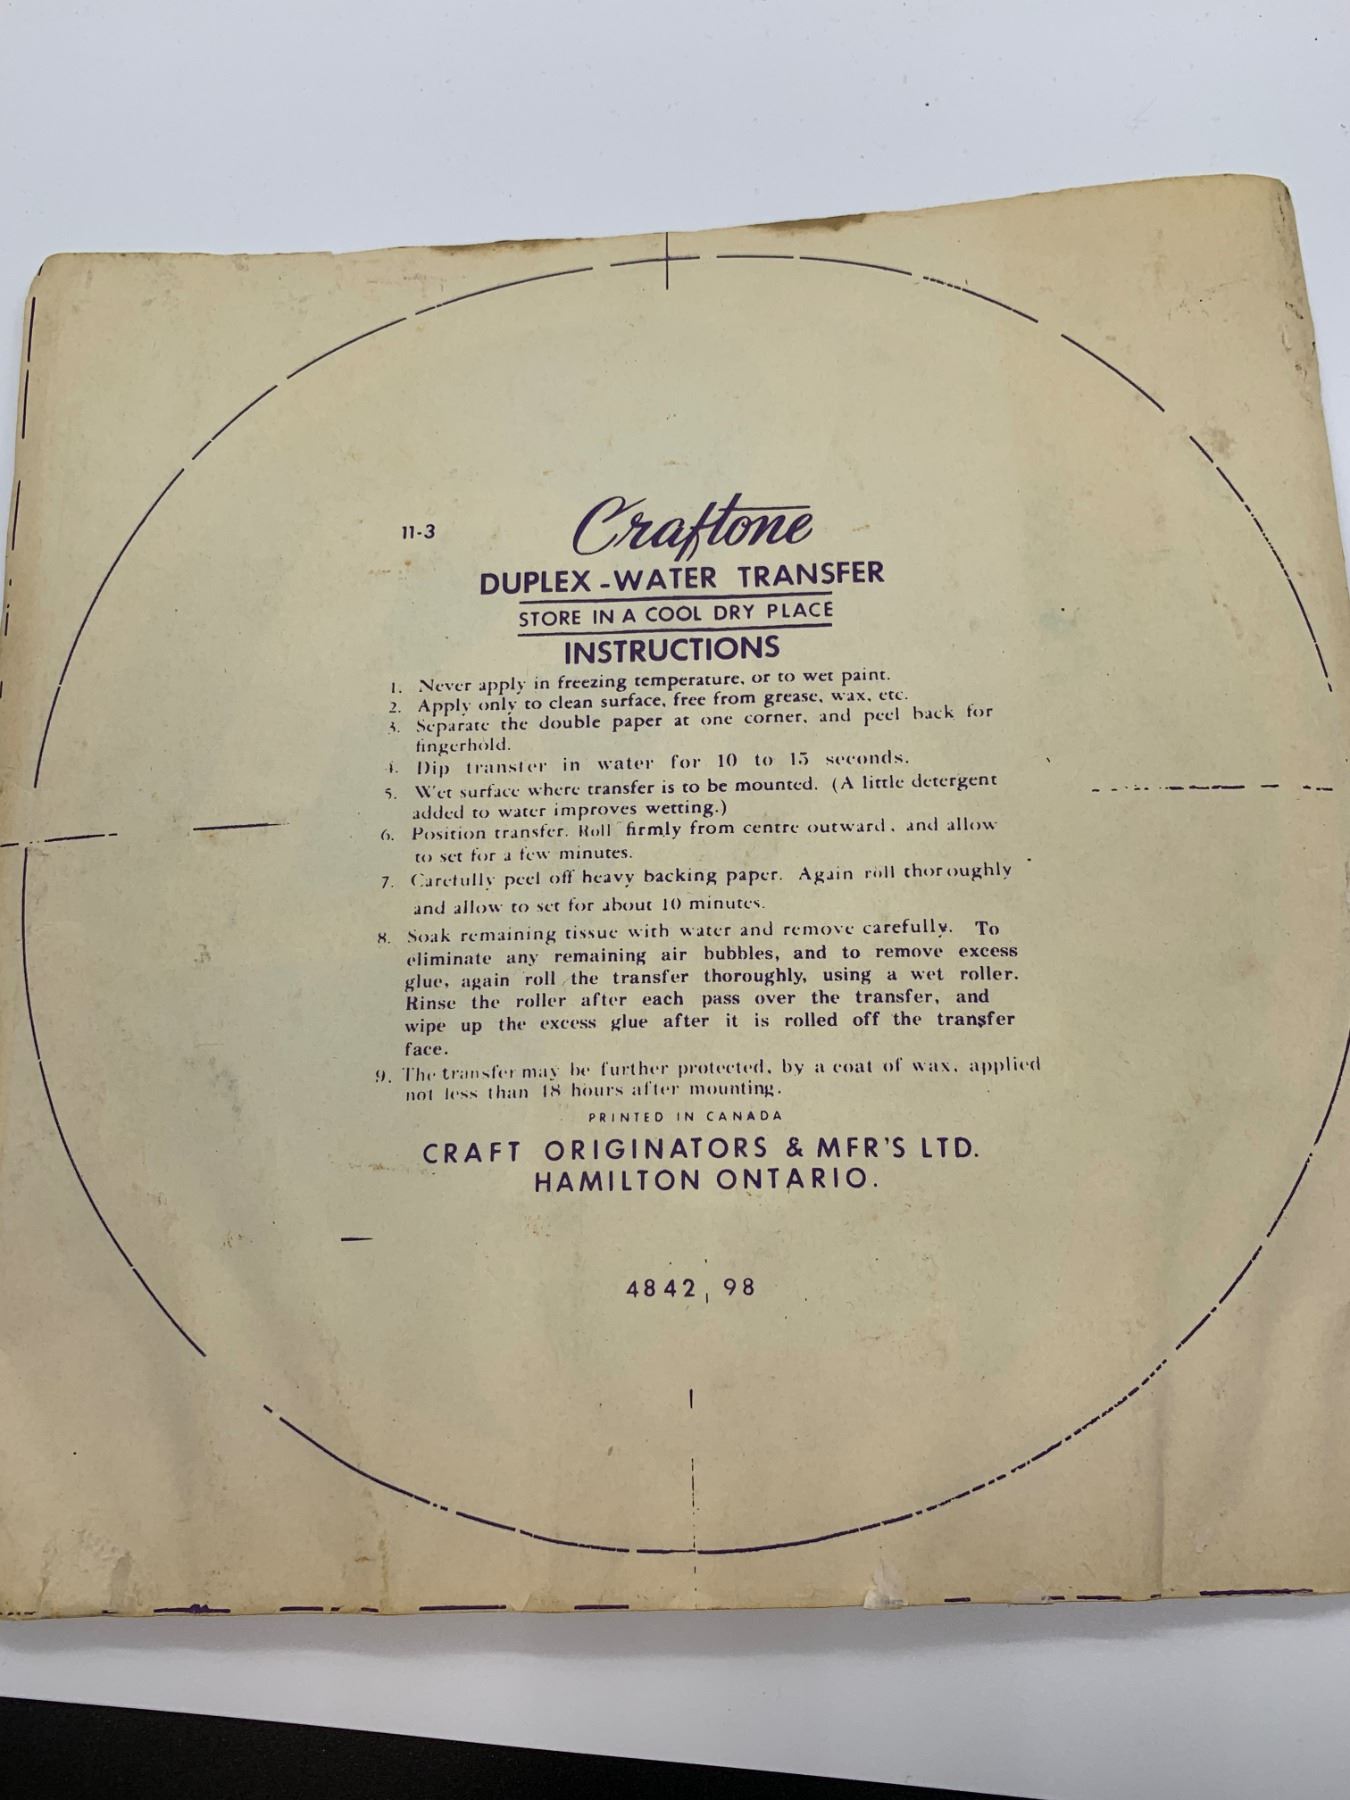 11-3
Craftone
DUPLEX-WATER TRANSFER
STORE IN A COOL DRY PLACE
INSTRUCTIONS
1. Never apply in freezing temperature, or to wet paint.
2. Apply only to clean surface, free from grease, wax, etc.
3. Separate the double paper at one corner, and peel back for
fingerhold.
4. Dip transfer in water for 10 to 15 seconds.
5. Wet surface where transfer is to be mounted. (A little detergent
added to water improves wetting.)
6. Position transfer. Roll firmly from centre outward, and allow
to set for a few minutes.
7. Carefully peel off heavy backing paper. Again roll thoroughly
and allow to set for about 10 minutes.
8. Soak remaining tissue with water and remove carefully. To
eliminate any remaining air bubbles, and to remove excess
glue, again roll the transfer thoroughly, using a wet roller.
Rinse the roller after each pass over the transfer, and
wipe up the excess glue after it is rolled off the transfer
face.
9. The transfer may be further protected, by a coat of wax, applied
not less than 18 hours after mounting.
PRINTED IN CANADA
CRAFT ORIGINATORS & MFR'S LTD.
HAMILTON ONTARIO.
4842 98